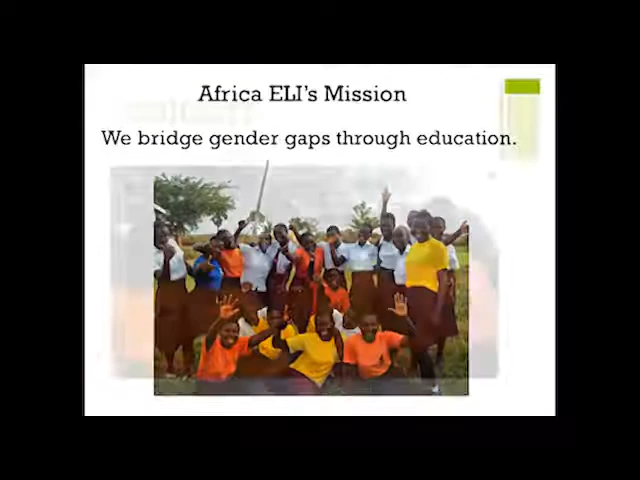 Africa ELI's Mission
We bridge gender gaps through education.